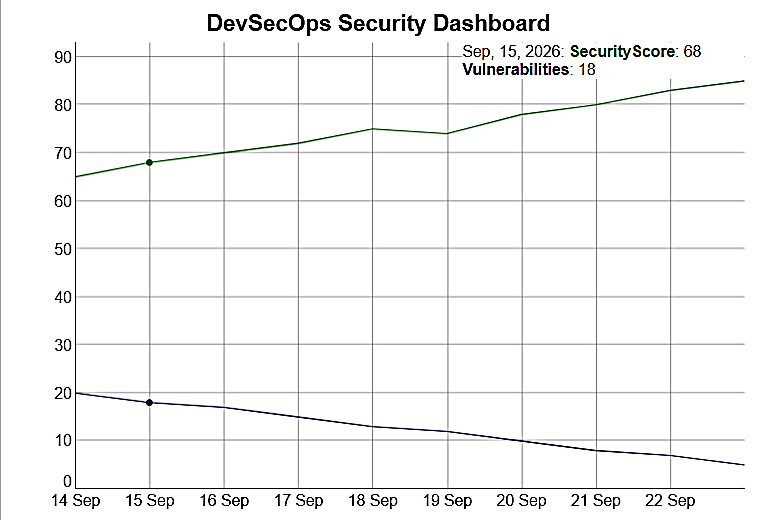 DevSecOps Security Dashboard
Sep, 15, 2026: SecurityScore: 68
Vulnerabilities: 18
90
80
70
60
50
40
30
20
10
0
14 Sep 15 Sep 16 Sep 17 Sep 18 Sep 19 Sep 20 Sep 21 Sep 22 Sep